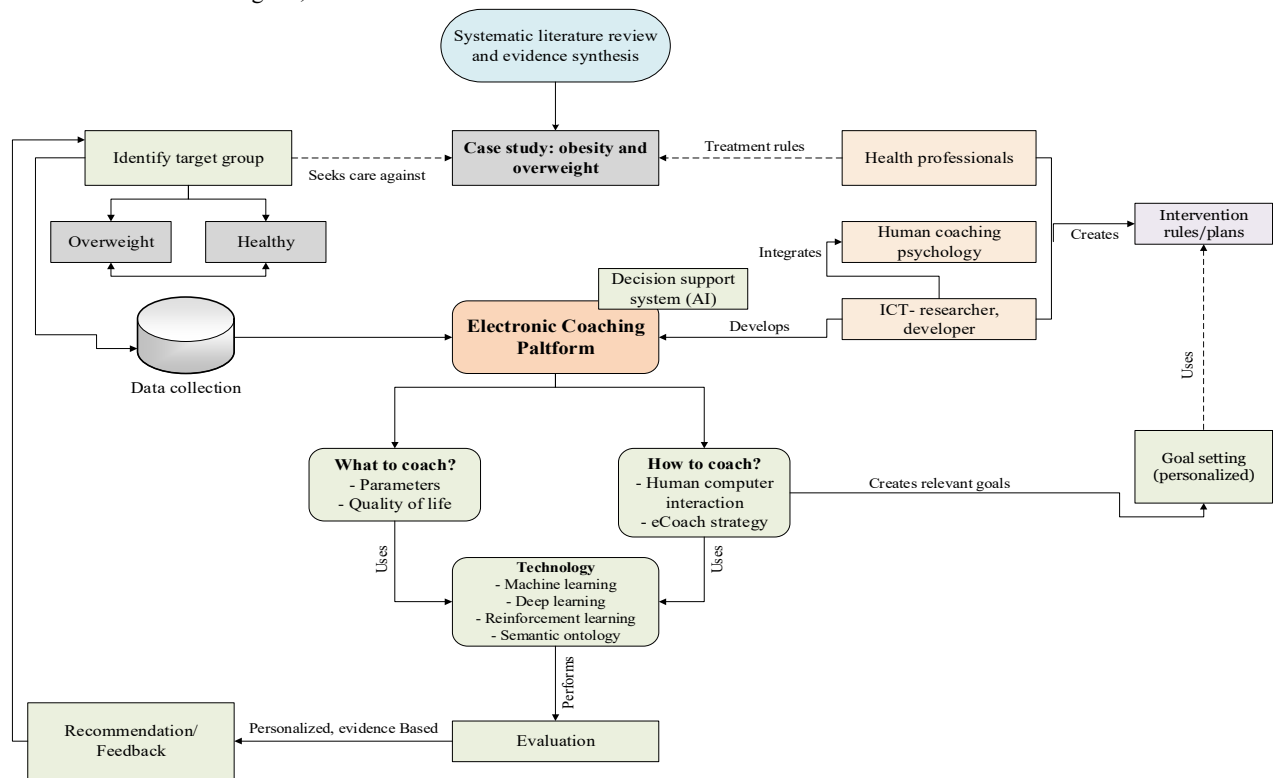 Systematic literature review
and evidence synthesis
Identify target group
Seeks care against
Case study: obesity and
overweight
Treatment rules
Health professionals
Overweight
Healthy
Human coaching
psychology
Integrates
Creates
Intervention
rules/plans
Decision support
system (AI)
Electronic Coaching
Paltform
Develops
ICT- researcher,
developer
Data collection
Uses
What to coach?
- Parameters
- Quality of life
How to coach?
- Human computer
interaction
- eCoach strategy
Creates relevant goals
Goal setting
(personalized)
Uses
Uses
Technology
- Machine learning
- Deep learning
- Reinforcement learning
- Semantic ontology
Performs
Recommendation/
Feedback
Personalized, evidence Based
Evaluation